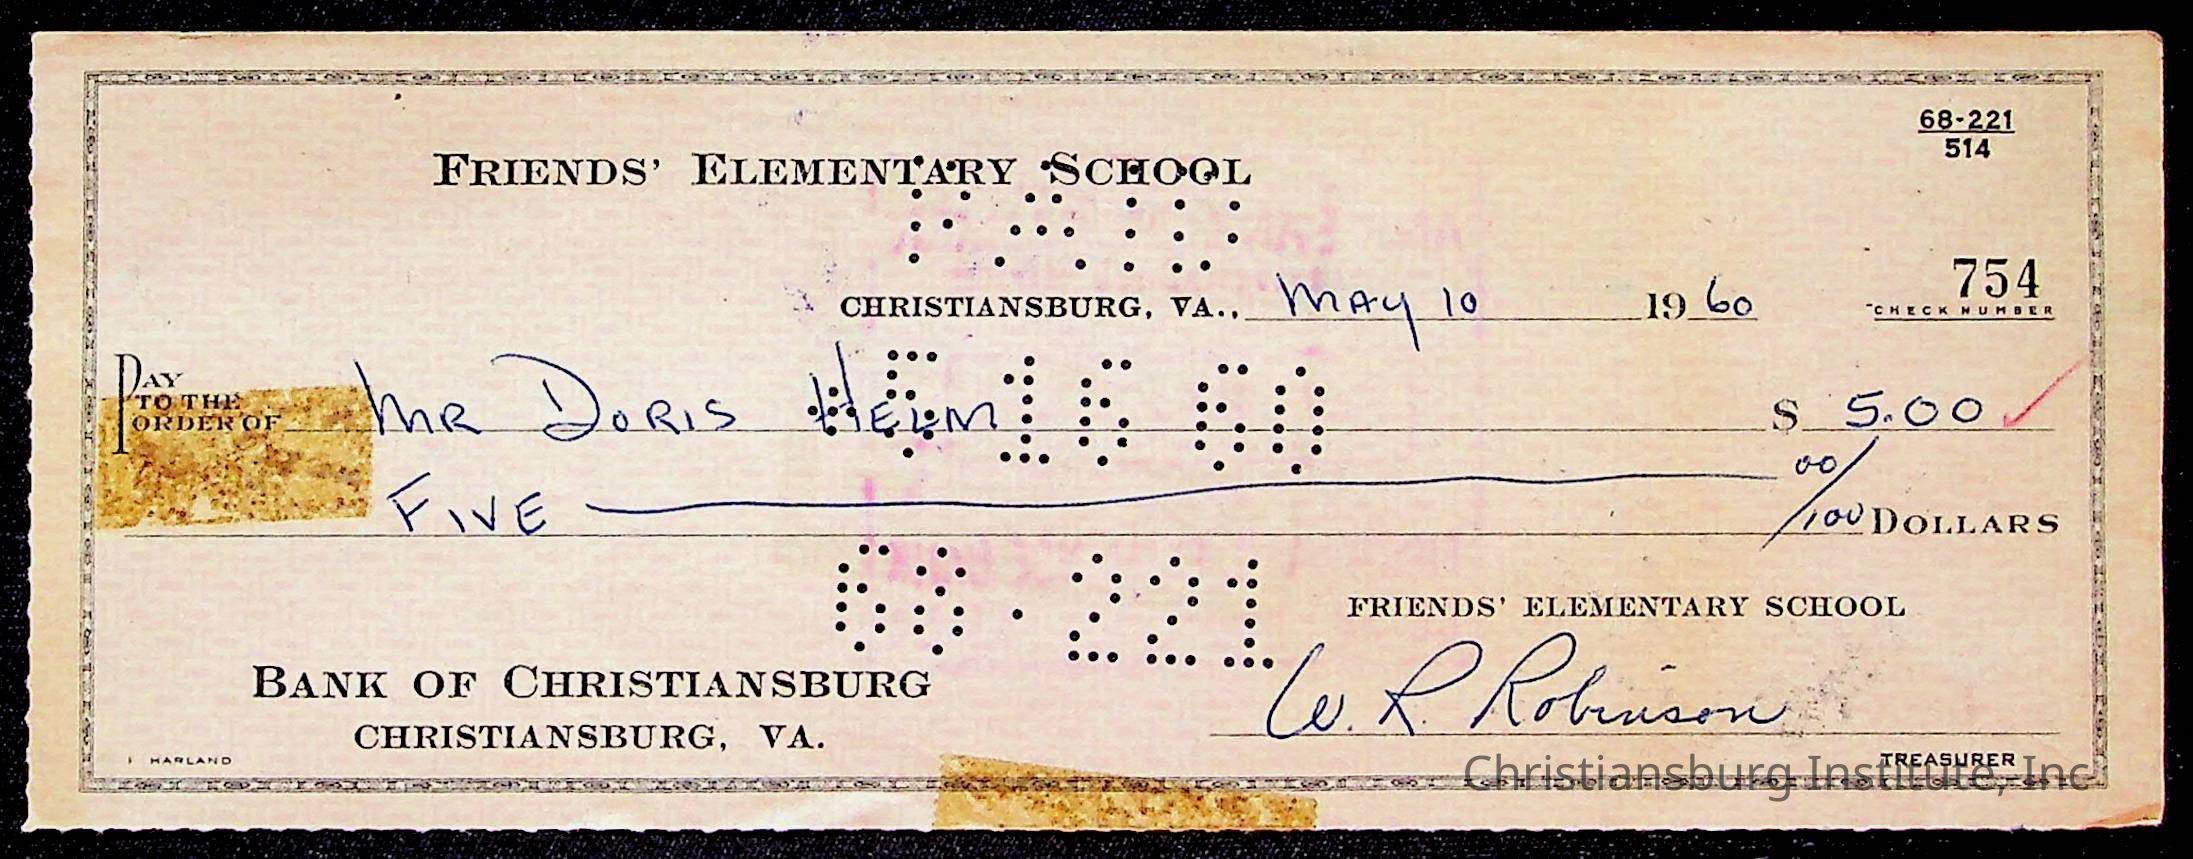 68-221
514
FRIENDS' ELEMENTARY SCHOOL
PAID
754
CHECK NUMBER
CHRISTIANSBURG, VA., MAY 10 1960
5 16 60
PAY TO THE ORDER OF MR DORIS HELM $ 5.00
FIVE 00/100 DOLLARS
68·221
FRIENDS' ELEMENTARY SCHOOL
BANK OF CHRISTIANSBURG
CHRISTIANSBURG, VA.
W. R. Robinson
TREASURER
HARLAND
Christiansburg Institute, Inc